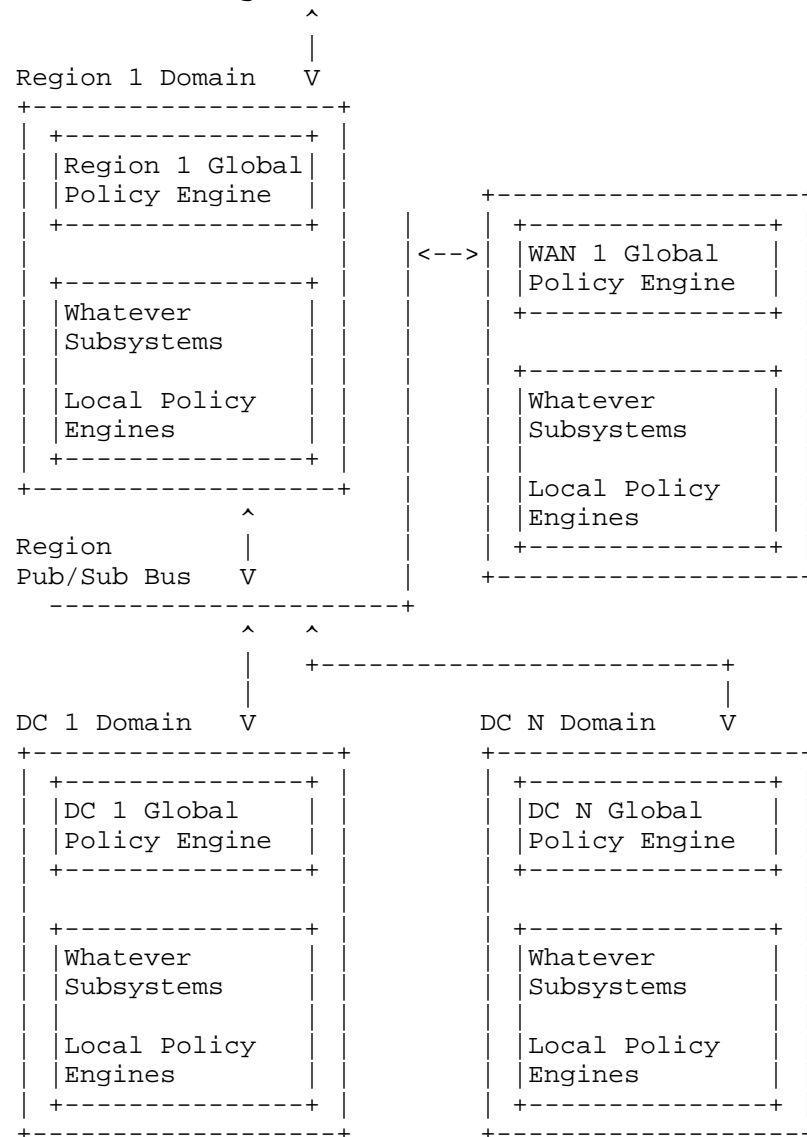 Region 1 Domain
Region 1 Global
Policy Engine
Whatever
Subsystems
Local Policy
Engines
WAN 1 Global
Policy Engine
Whatever
Subsystems
Local Policy
Engines
Region
Pub/Sub Bus
DC 1 Domain
DC 1 Global
Policy Engine
Whatever
Subsystems
Local Policy
Engines
DC N Domain
DC N Global
Policy Engine
Whatever
Subsystems
Local Policy
Engines